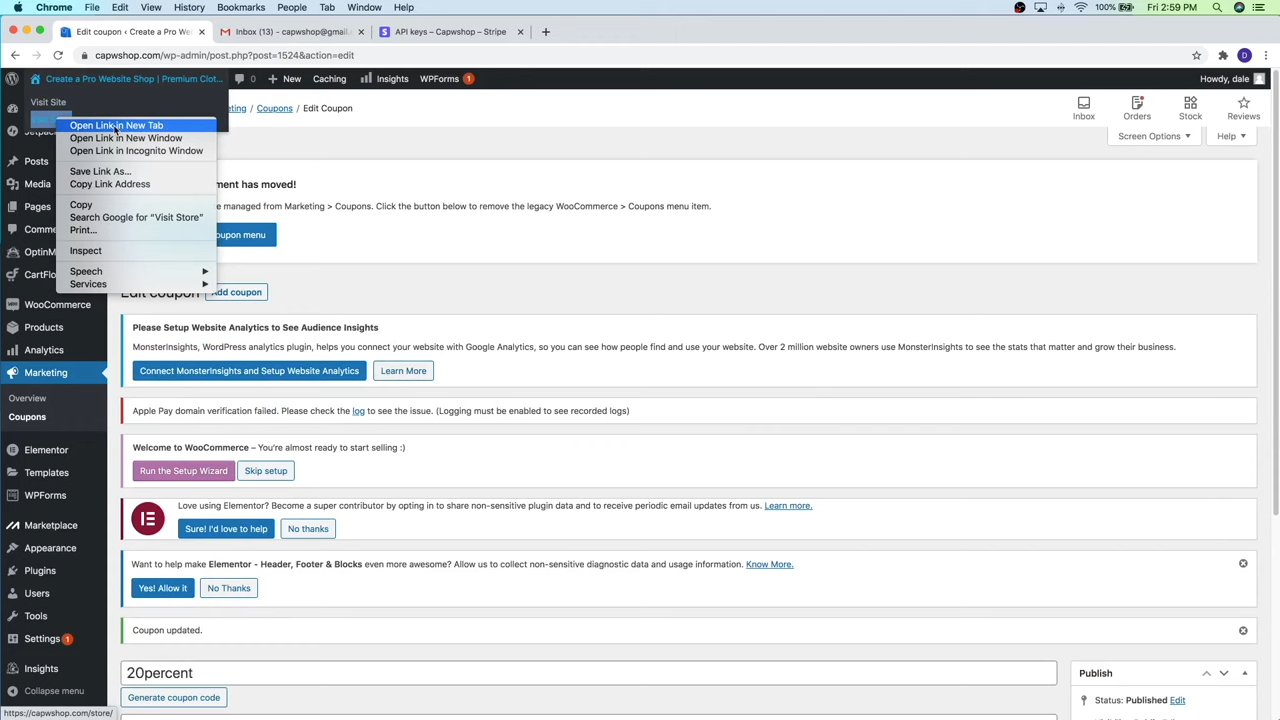 Chrome File Edit View History Bookmarks People Tab Window Help 100% Fri 2:59 PM
Edit coupon ‹ Create a Pro We × Inbox (13) - capwshop@gmail. × API keys – Capwshop – Stripe × +
capwshop.com/wp-admin/post.php?post=1524&action=edit D
Create a Pro Website Shop | Premium Clot... 0 + New Caching Insights WPForms 1 Howdy, dale
Visit Site
Coupons / Edit Coupon
Inbox Orders Stock Reviews
Screen Options ▼ Help ▼
Open Link in New Tab
Open Link in New Window
Open Link in Incognito Window
Save Link As...
Copy Link Address
Copy
Search Google for “Visit Store”
Print...
Inspect
Speech
Services
Posts
Media
Pages
WooCommerce
Products
Analytics
Marketing
Overview
Coupons
Elementor
Templates
WPForms
Marketplace
Appearance
Plugins
Users
Tools
Settings 1
Insights
Collapse menu
https://capwshop.com/store/
has moved!
managed from Marketing > Coupons. Click the button below to remove the legacy WooCommerce > Coupons menu item.
menu
Edit coupon Add coupon
Please Setup Website Analytics to See Audience Insights
MonsterInsights, WordPress analytics plugin, helps you connect your website with Google Analytics, so you can see how people find and use your website. Over 2 million website owners use MonsterInsights to see the stats that matter and grow their business.
Connect MonsterInsights and Setup Website Analytics Learn More
Apple Pay domain verification failed. Please check the log to see the issue. (Logging must be enabled to see recorded logs)
Welcome to WooCommerce – You‘re almost ready to start selling :)
Run the Setup Wizard Skip setup
Love using Elementor? Become a super contributor by opting in to share non-sensitive plugin data and to receive periodic email updates from us. Learn more.
Sure! I'd love to help No thanks
Want to help make Elementor - Header, Footer & Blocks even more awesome? Allow us to collect non-sensitive diagnostic data and usage information. Know More.
Yes! Allow it No Thanks
Coupon updated.
20percent
Generate coupon code
Publish
Status: Published Edit